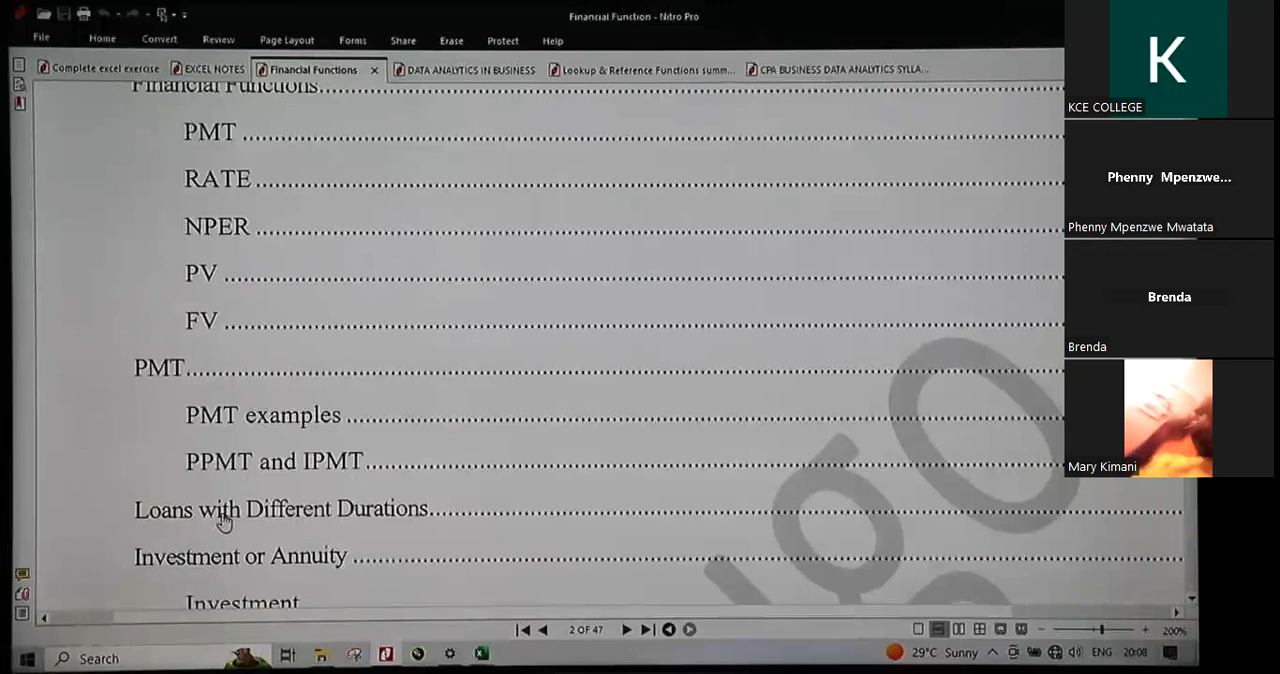 Financial Function - Nitro Pro
File Home Convert Review Page Layout Forms Share Erase Protect Help
Complete excel exercise EXCEL NOTES Financial Functions × DATA ANALYTICS IN BUSINESS Lookup & Reference Functions summ... CPA BUSINESS DATA ANALYTICS SYLLA...
Financial Functions
PMT
RATE
NPER
PV
FV
PMT
PMT examples
PPMT and IPMT
Loans with Different Durations
Investment or Annuity
Investment
2 OF 47
200%
Search
29°C Sunny
ENG 20:08
K
KCE COLLEGE
Phenny Mpenzwe...
Phenny Mpenzwe Mwatata
Brenda
Brenda
Mary Kimani